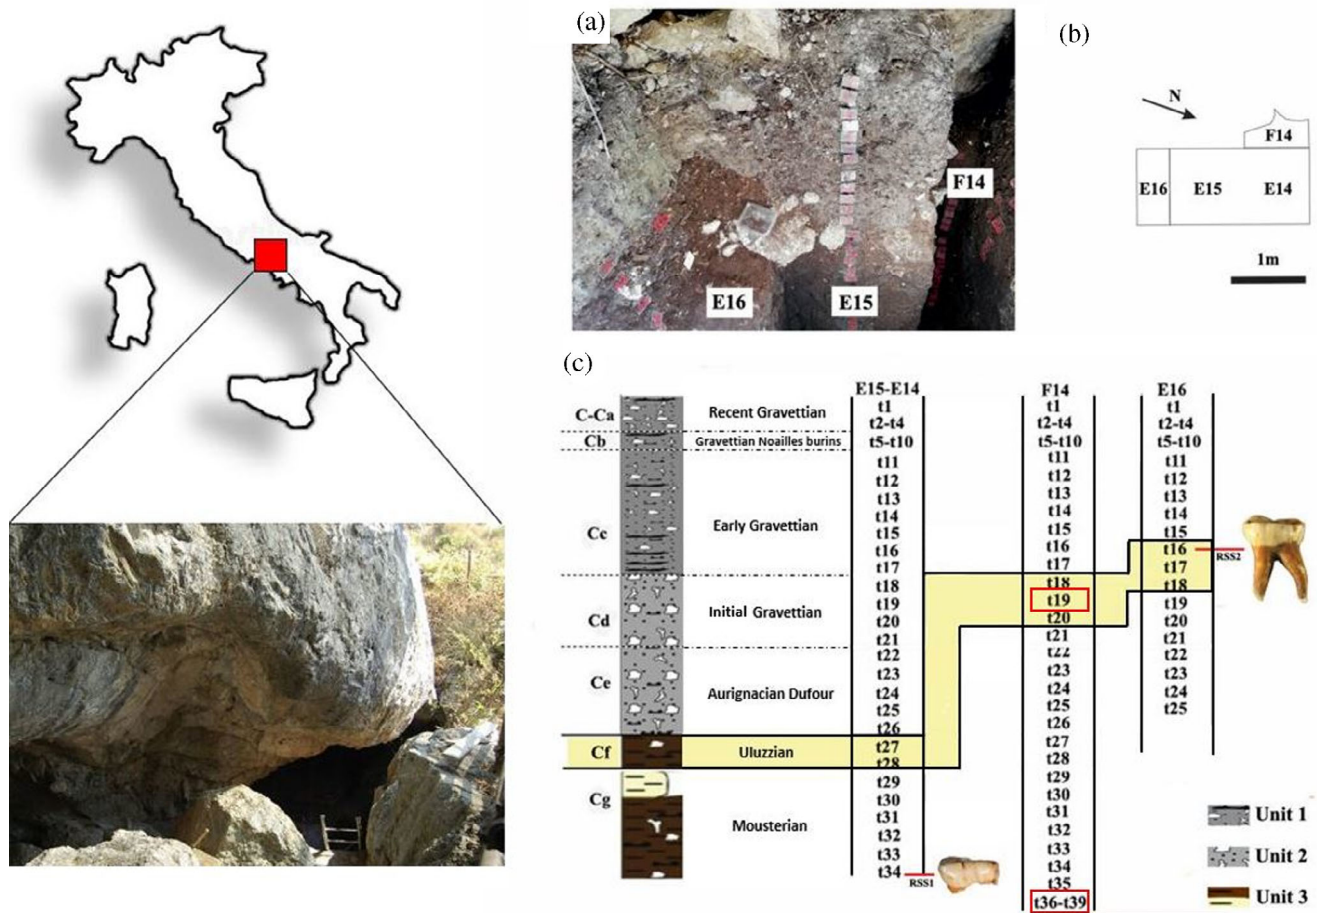 (a)
E16
E15
F14
(b)
N
F14
E16
E15
E14
1m
(c)
C-Ca
Recent Gravettian
Cb
Gravettian Noailles burins
Cc
Early Gravettian
Cd
Initial Gravettian
Ce
Aurignacian Dufour
Cf
Uluzzian
Cg
Mousterian
E15-E14
t1
t2-t4
t5-t10
t11
t12
t13
t14
t15
t16
t17
t18
t19
t20
t21
t22
t23
t24
t25
t26
t27
t28
t29
t30
t31
t32
t33
t34
RSS1
F14
t1
t2-t4
t5-t10
t11
t12
t13
t14
t15
t16
t17
t18
t19
t20
t21
t22
t23
t24
t25
t26
t27
t28
t29
t30
t31
t32
t33
t34
t35
t36-t39
E16
t1
t2-t4
t5-t10
t11
t12
t13
t14
t15
t16
RSS2
t17
t18
t19
t20
t21
t22
t23
t24
t25
Unit 1
Unit 2
Unit 3